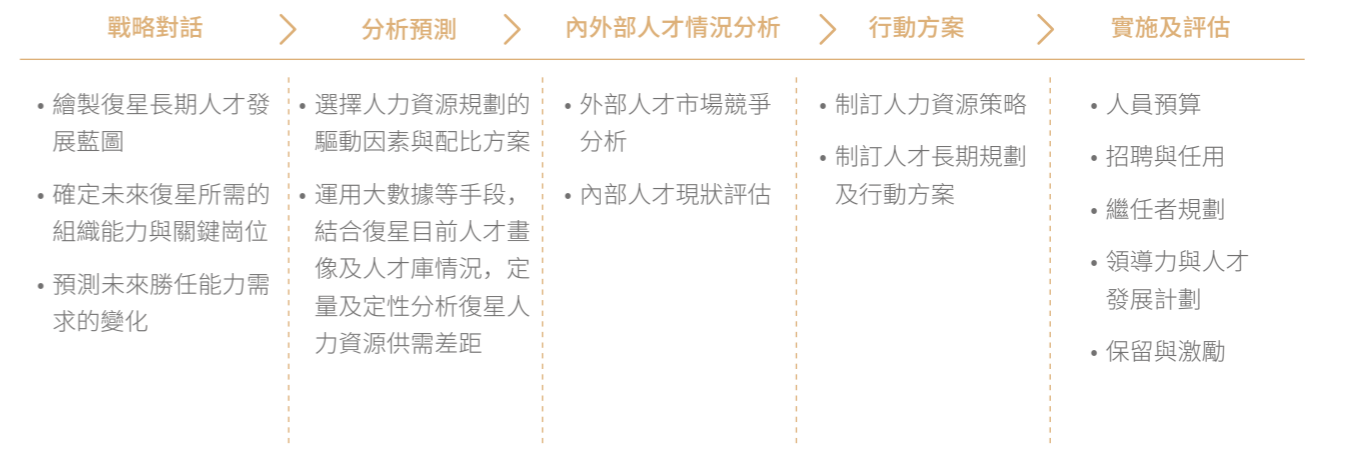 戰略對話
分析預測
內外部人才情況分析
行動方案
實施及評估
• 繪製復星長期人才發
展藍圖
• 確定未來復星所需的
組織能力與關鍵崗位
• 預測未來勝任能力需
求的變化
• 選擇人力資源規劃的
驅動因素與配比方案
• 運用大數據等手段，
結合復星目前人才畫
像及人才庫情況，定
量及定性分析復星人
力資源供需差距
• 外部人才市場競爭
分析
• 內部人才現狀評估
• 制訂人力資源策略
• 制訂人才長期規劃
及行動方案
• 人員預算
• 招聘與任用
• 繼任者規劃
• 領導力與人才
發展計劃
• 保留與激勵